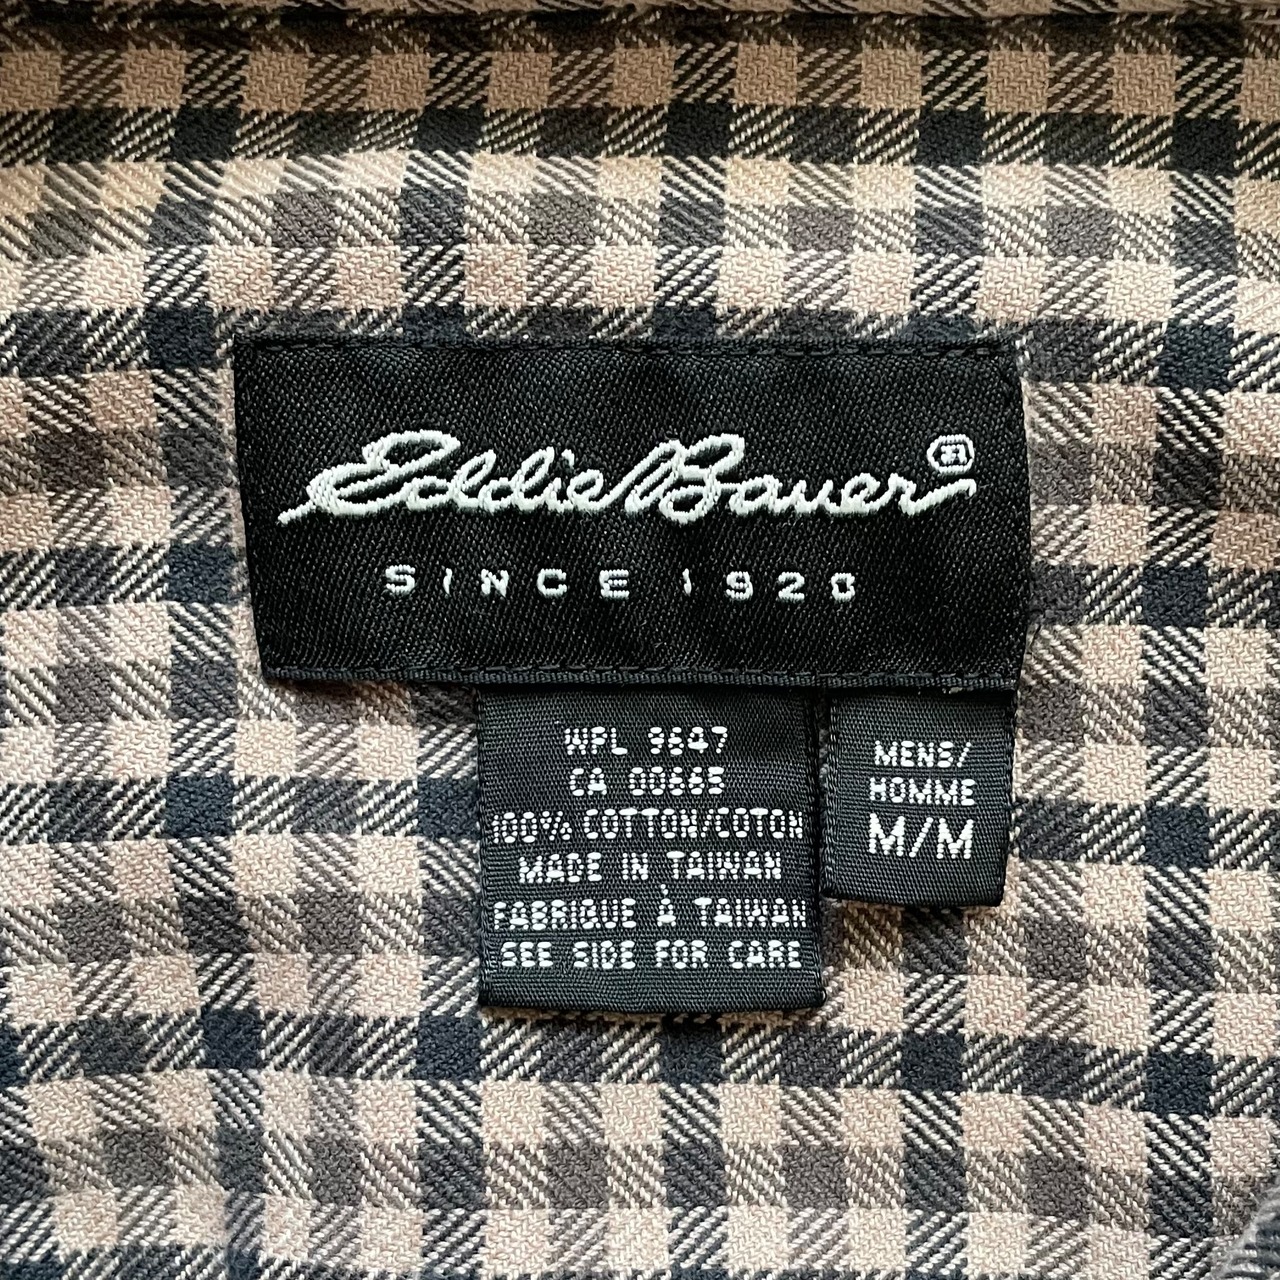 Eddie Bauer®
SINCE 1920
WPL 9647
CA 00665
100% COTTON/COTON
MADE IN TAIWAN
FABRIQUE À TAIWAN
SEE SIDE FOR CARE
MENS/
HOMME
M/M